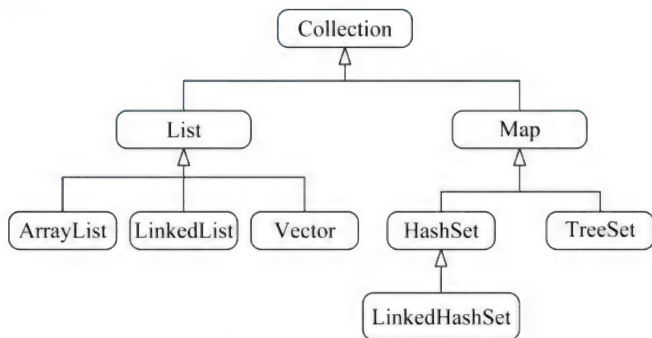 Collection
List
Map
ArrayList
LinkedList
Vector
HashSet
TreeSet
LinkedHashSet